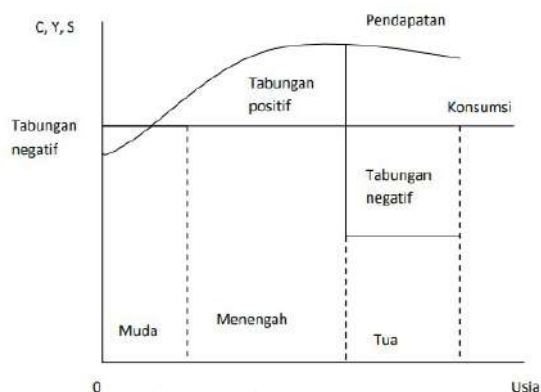 C, Y, S
Pendapatan
Tabungan
positif
Konsumsi
Tabungan
negatif
Tabungan
negatif
Muda
Menengah
Tua
0
Usia